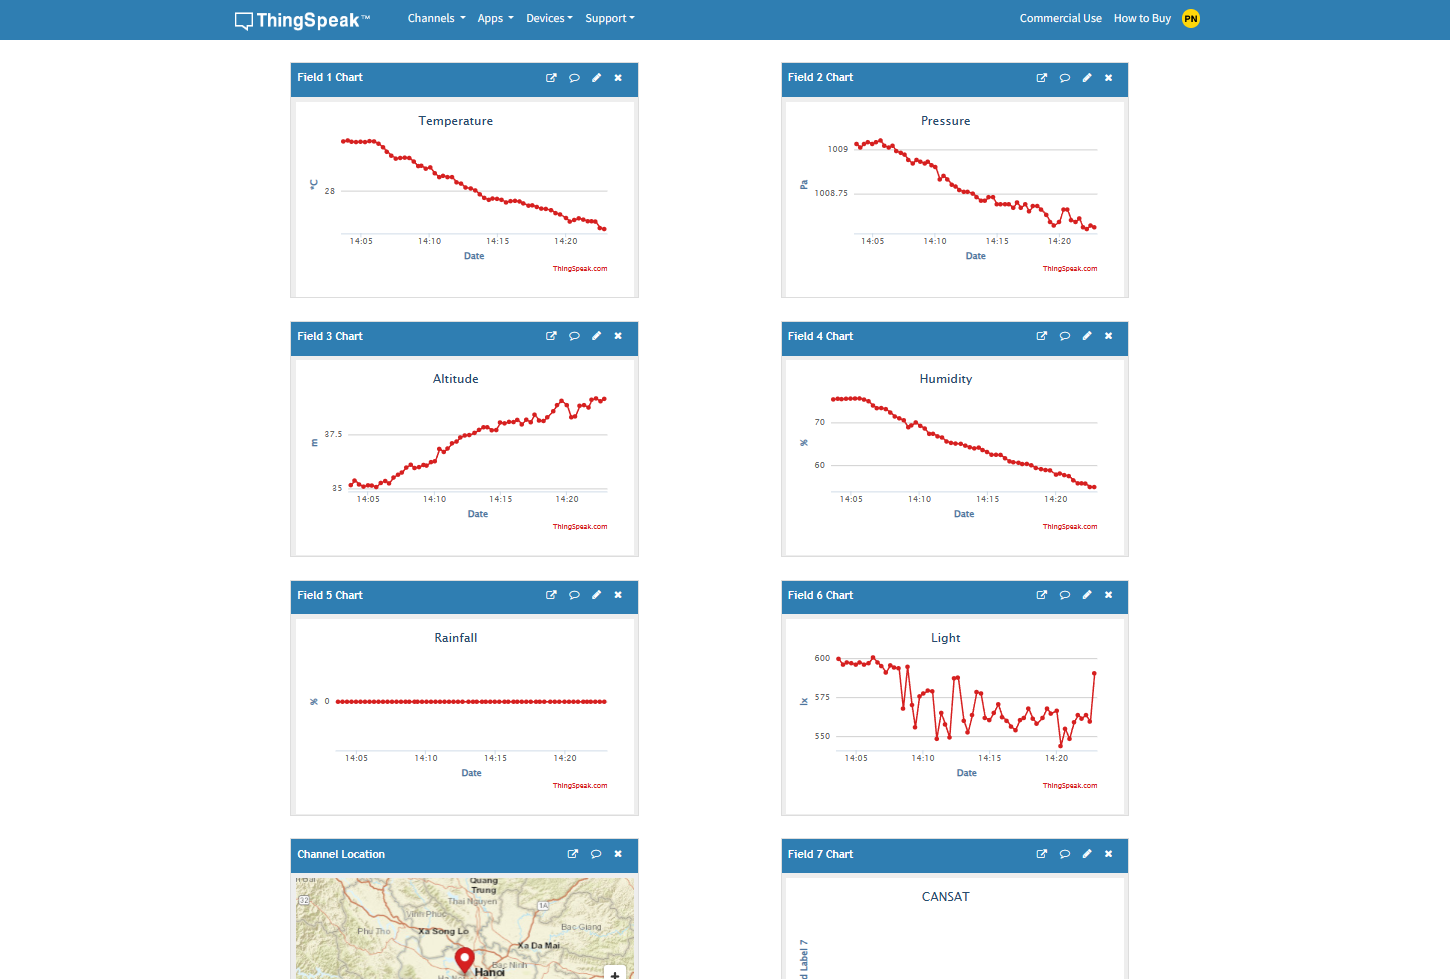 ThingSpeak™ Channels Apps Devices Support Commercial Use How to Buy PN
Field 1 Chart
Temperature
°C
28
14:05 14:10 14:15 14:20
Date
ThingSpeak.com
Field 2 Chart
Pressure
Pa
1009
1008.75
14:05 14:10 14:15 14:20
Date
ThingSpeak.com
Field 3 Chart
Altitude
m
37.5
35
14:05 14:10 14:15 14:20
Date
ThingSpeak.com
Field 4 Chart
Humidity
%
70
60
14:05 14:10 14:15 14:20
Date
ThingSpeak.com
Field 5 Chart
Rainfall
%
0
14:05 14:10 14:15 14:20
Date
ThingSpeak.com
Field 6 Chart
Light
lx
600
575
550
14:05 14:10 14:15 14:20
Date
ThingSpeak.com
Channel Location
Quang
Trung
32
Thai Nguyen
1A
Vinh Phuc
Phu Tho
Xa Song Lo
Bac Giang
Xa Da Mai
Bac Ninh
Hanoi
+
Field 7 Chart
CANSAT
d Label 7